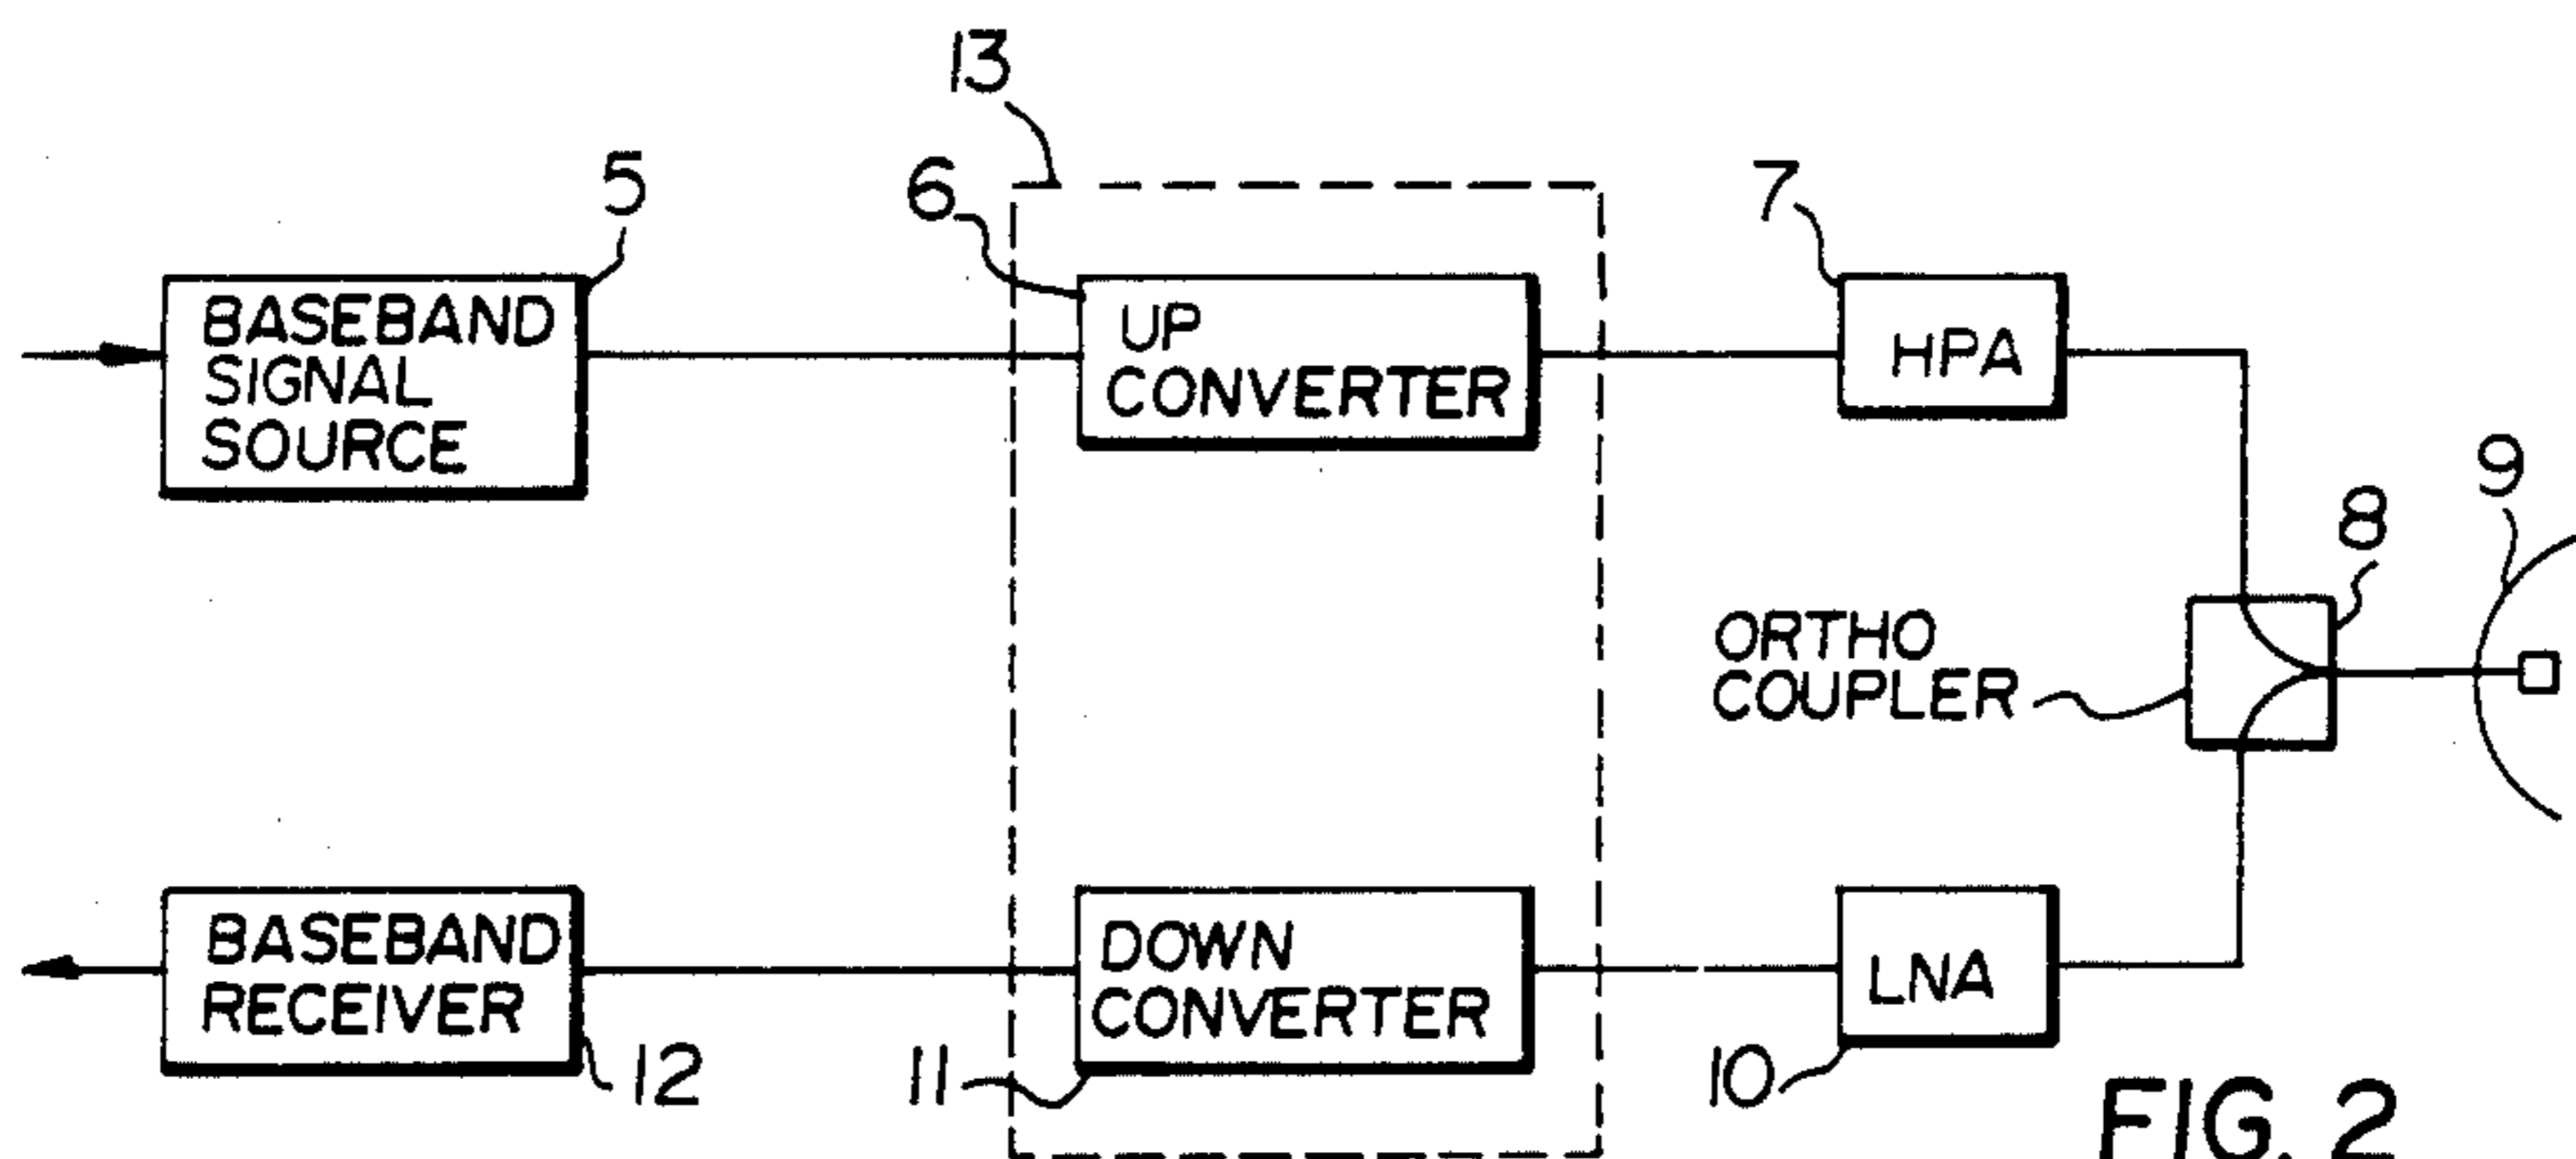 13
5
6
7
BASEBAND
SIGNAL
SOURCE
UP
CONVERTER
HPA
9
8
ORTHO
COUPLER
BASEBAND
RECEIVER
DOWN
CONVERTER
LNA
12
11
10
FIG. 2